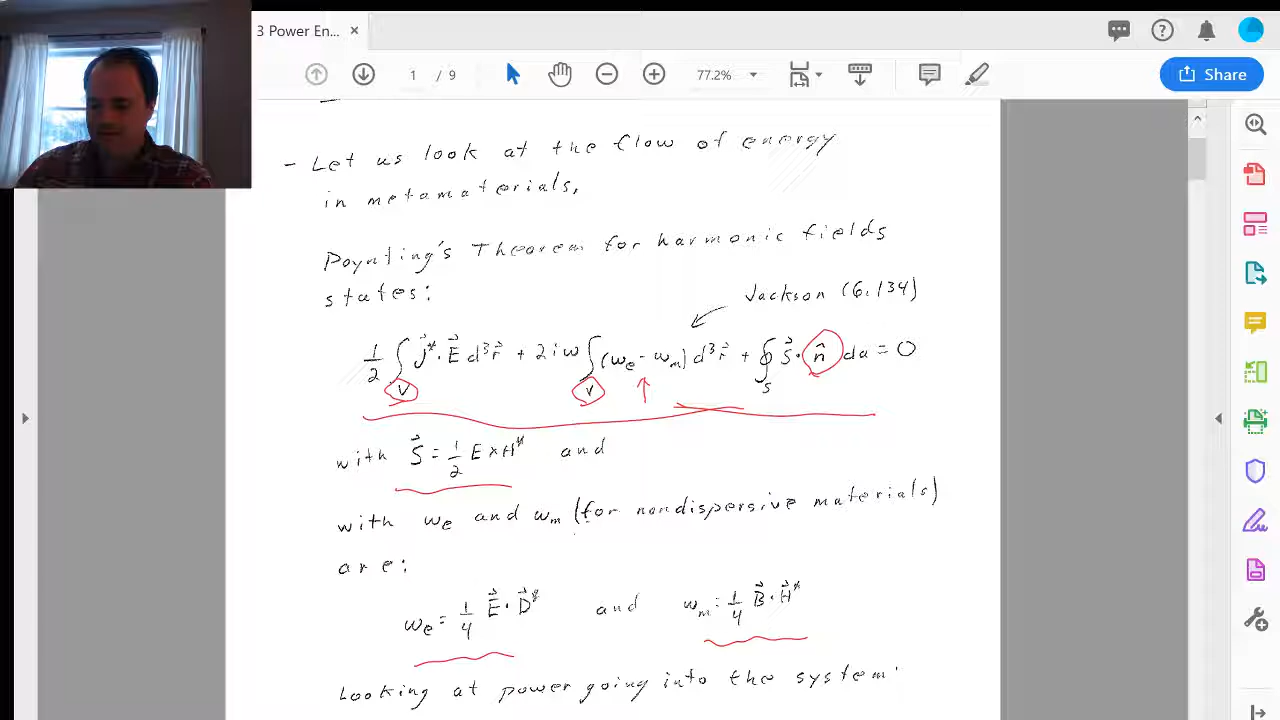 3 Power En...
1 / 9
77.2%
Share
- Let us look at the flow of energy
in metamaterials,
Poynting's Theorem for harmonic fields
states:
Jackson (6.134)
1/2 ∫_V J⃗* · E⃗ d³r⃗ + 2iω ∫_V (w_e - w_m) d³r⃗ + ∮_S S⃗ · n̂ da = 0
with S⃗ = 1/2 E × H* and
with w_e and w_m (for nondispersive materials)
are:
w_e = 1/4 E⃗ · D⃗* and w_m = 1/4 B⃗ · H⃗*
Looking at power going into the system: